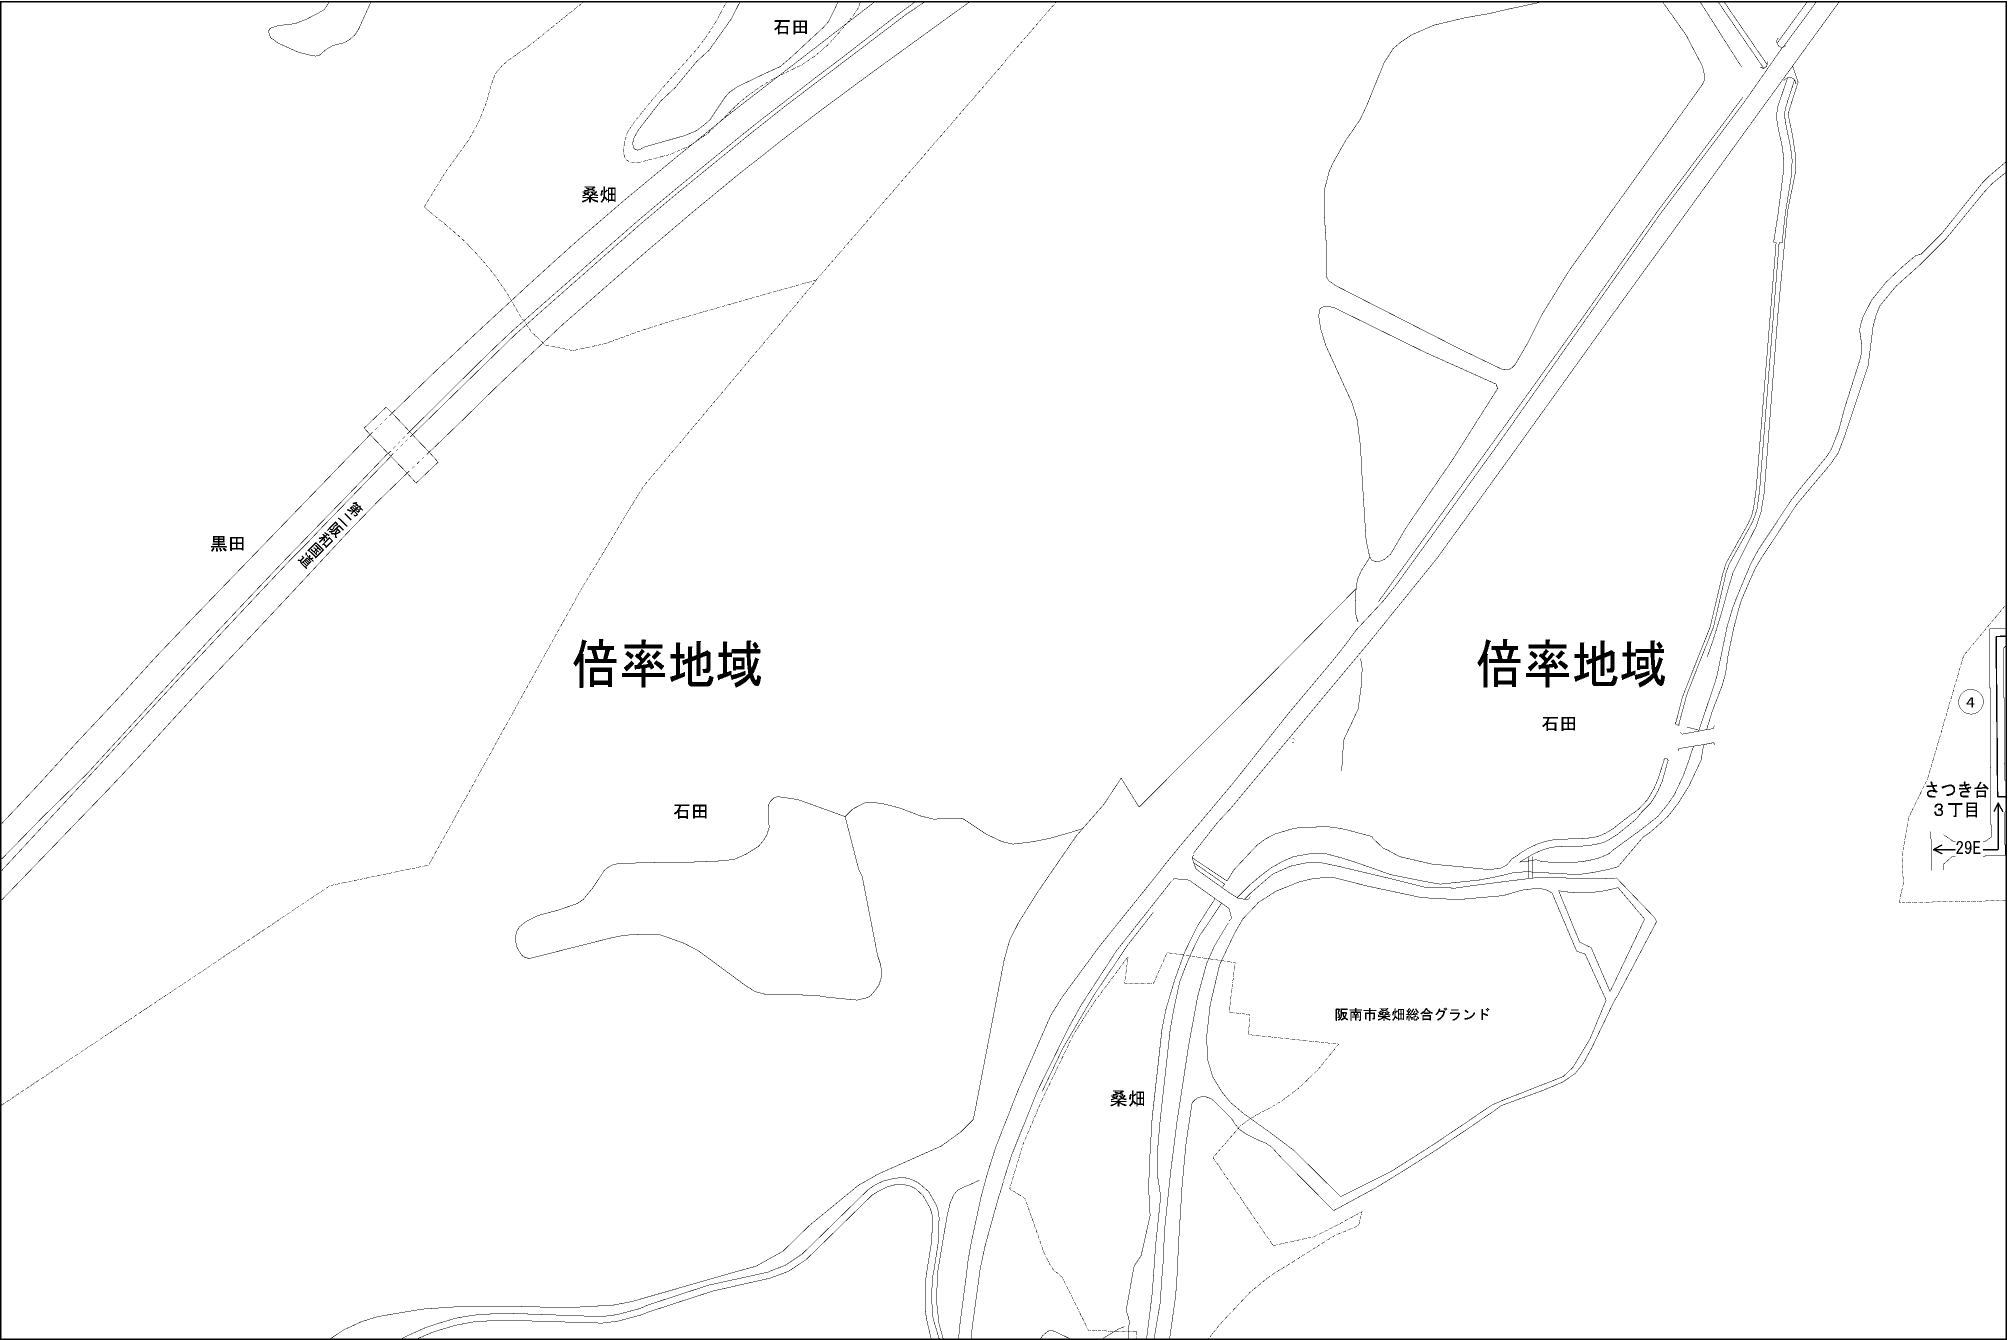 石田
桑畑
黒田
第二阪和国道
倍率地域
倍率地域
石田
④
さつき台
３丁目
29E
石田
阪南市桑畑総合グランド
桑畑